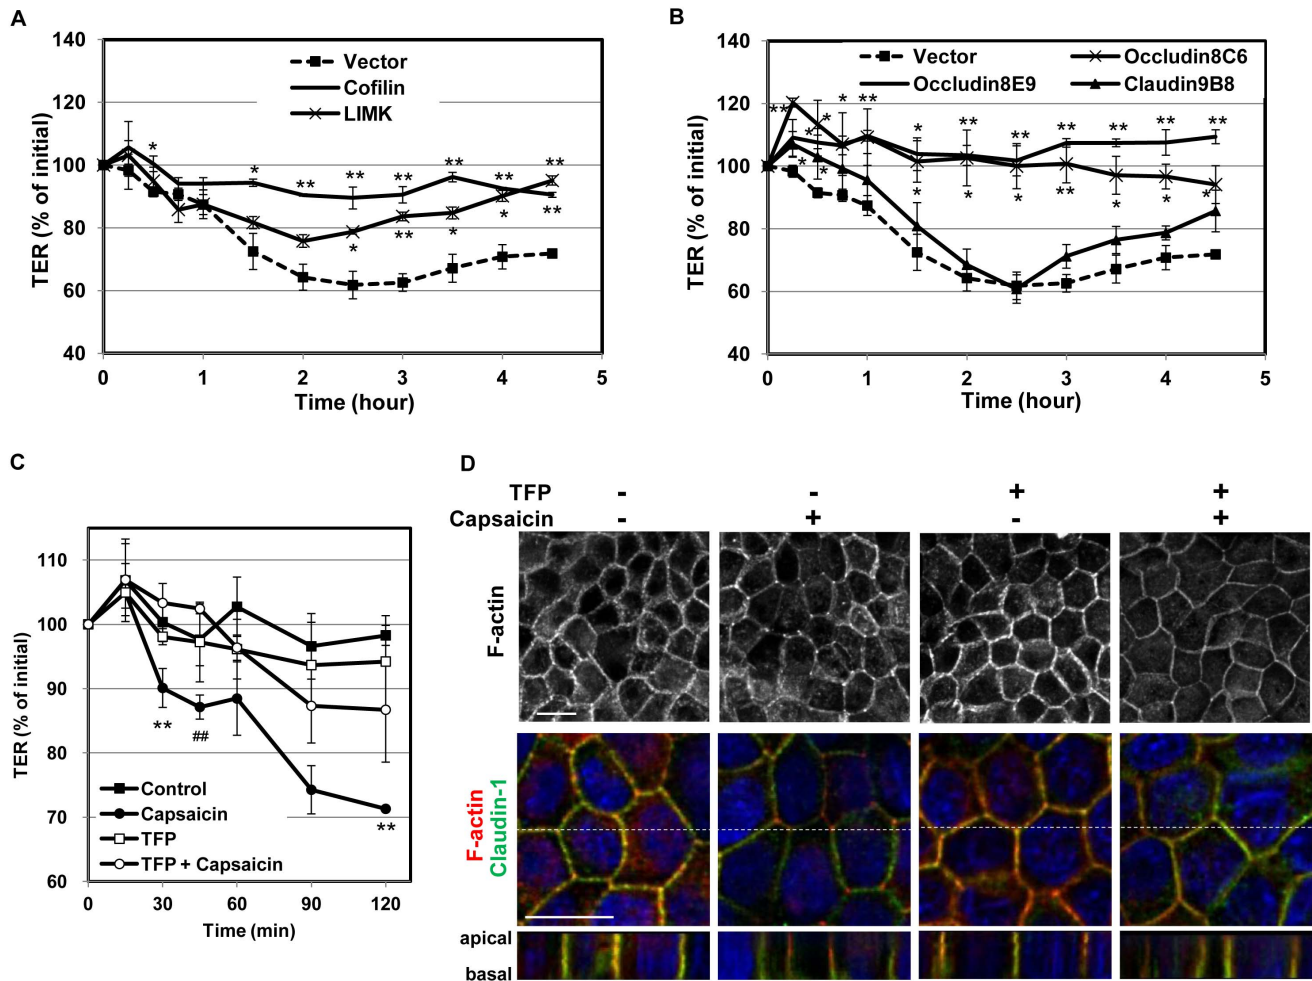 A
TER (% of initial)
140
120
100
80
60
40
Vector
Cofilin
LIMK
*
*
**
**
**
**
**
**
*
**
*
*
**
0
1
2
3
4
5
Time (hour)
B
TER (% of initial)
140
120
100
80
60
40
Vector
Occludin8C6
Occludin8E9
Claudin9B8
**
*
*
*
*
*
*
**
*
**
**
**
**
**
**
*
*
*
**
*
*
*
0
1
2
3
4
5
Time (hour)
C
TER (% of initial)
110
100
90
80
70
60
**
##
**
Control
Capsaicin
TFP
TFP + Capsaicin
0
30
60
90
120
Time (min)
D
TFP - - + +
Capsaicin - + - +
F-actin
F-actin
Claudin-1
apical
basal